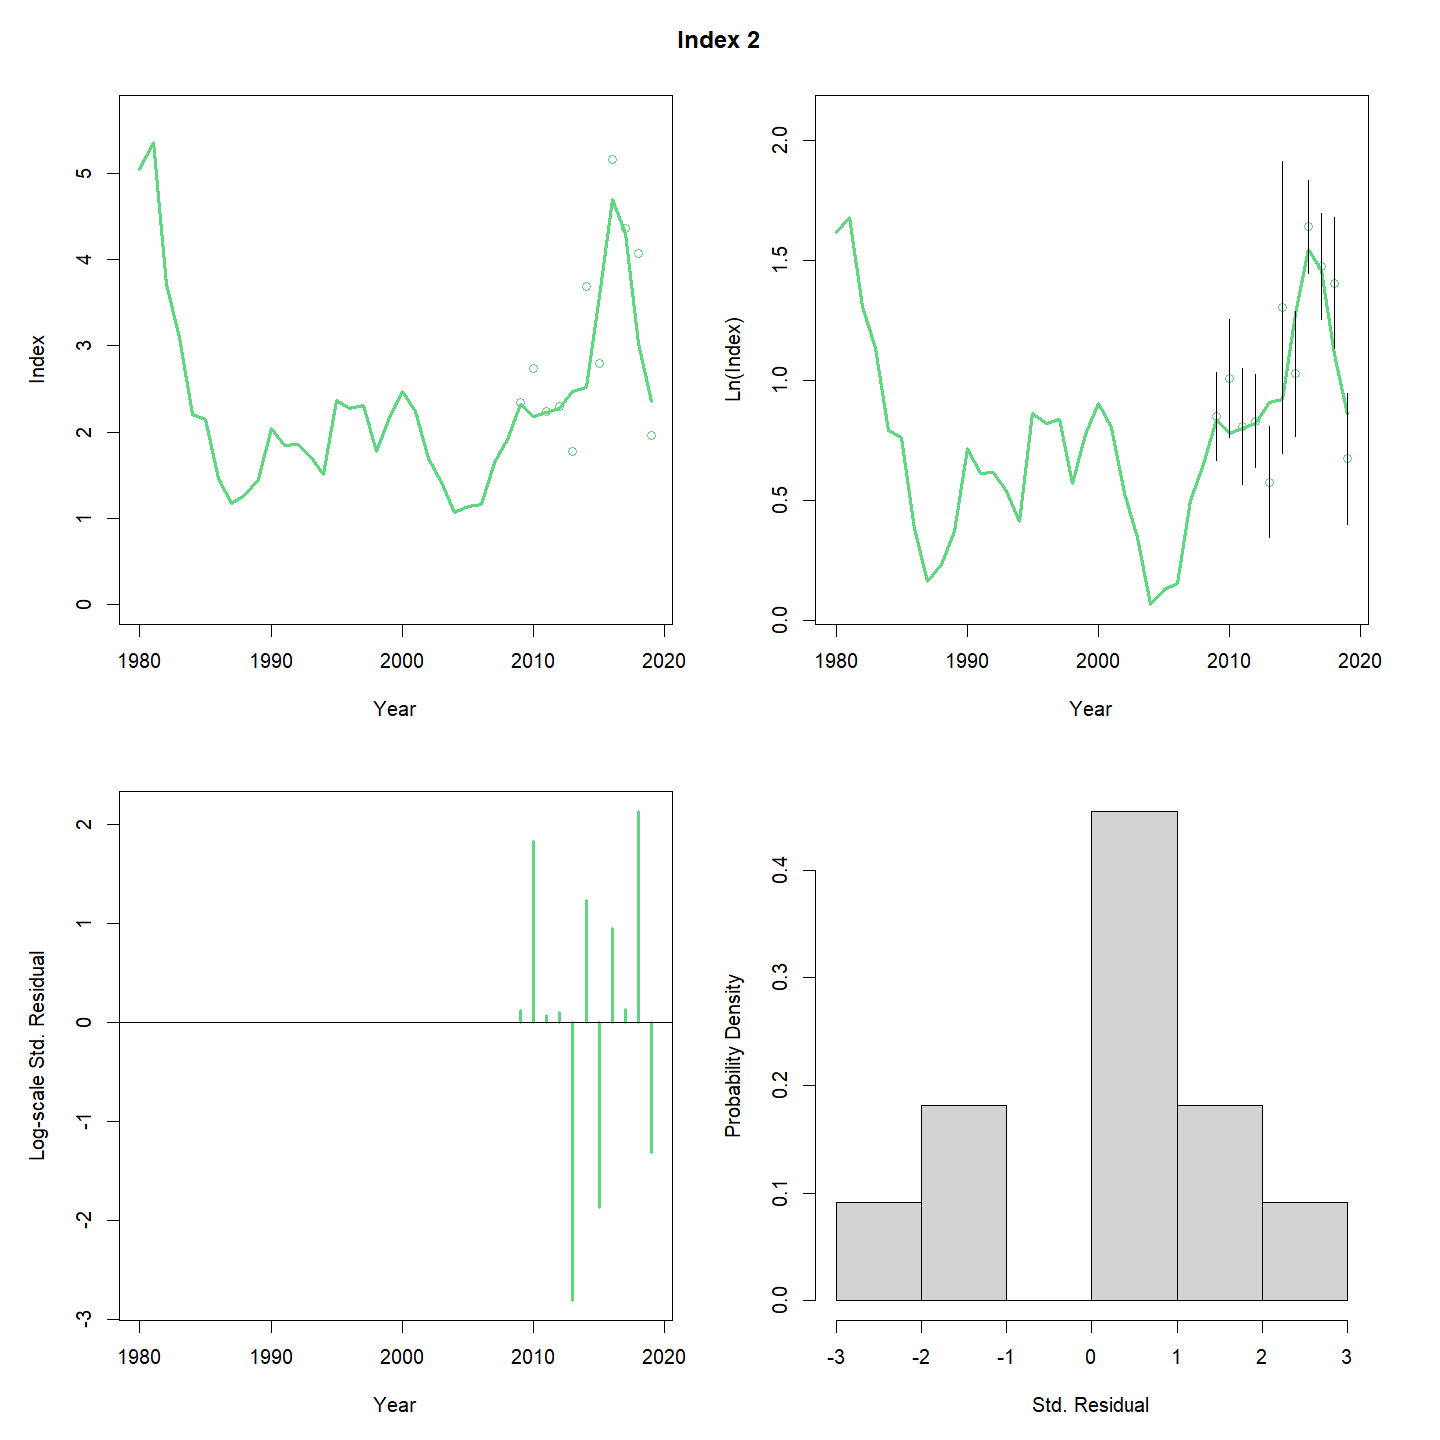 Index 2
Index
0 1 2 3 4 5
1980 1990 2000 2010 2020
Year
Ln(Index)
0.0 0.5 1.0 1.5 2.0
1980 1990 2000 2010 2020
Year
Log-scale Std. Residual
-3 -2 -1 0 1 2
1980 1990 2000 2010 2020
Year
Probability Density
0.0 0.1 0.2 0.3 0.4
-3 -2 -1 0 1 2 3
Std. Residual